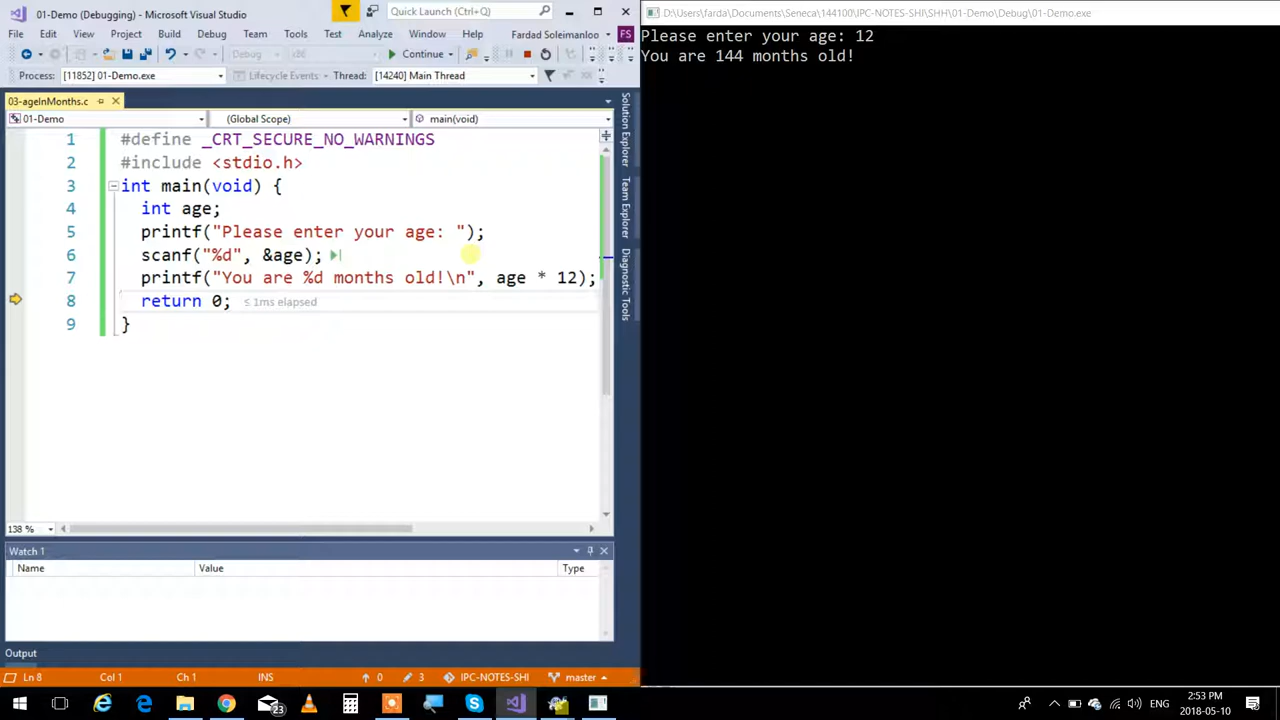 01-Demo (Debugging) - Microsoft Visual Studio
Quick Launch (Ctrl+Q)
File Edit View Project Build Debug Team Tools Test Analyze Window Help Fardad Soleimanloo FS
Debug x86 Continue
Process: [11852] 01-Demo.exe Lifecycle Events Thread: [14240] Main Thread
03-ageInMonths.c
01-Demo (Global Scope) main(void)
1 #define _CRT_SECURE_NO_WARNINGS
2 #include <stdio.h>
3 int main(void) {
4 int age;
5 printf("Please enter your age: ");
6 scanf("%d", &age);
7 printf("You are %d months old!\n", age * 12);
8 return 0; ≤ 1ms elapsed
9 }
138 %
Solution Explorer
Team Explorer
Diagnostic Tools
Watch 1
Name Value Type
Output
Ln 8 Col 1 Ch 1 INS 0 3 IPC-NOTES-SHI master
D:\Users\farda\Documents\Seneca\144100\IPC-NOTES-SHI\SHH\01-Demo\Debug\01-Demo.exe
Please enter your age: 12
You are 144 months old!
23
ENG
2:53 PM
2018-05-10